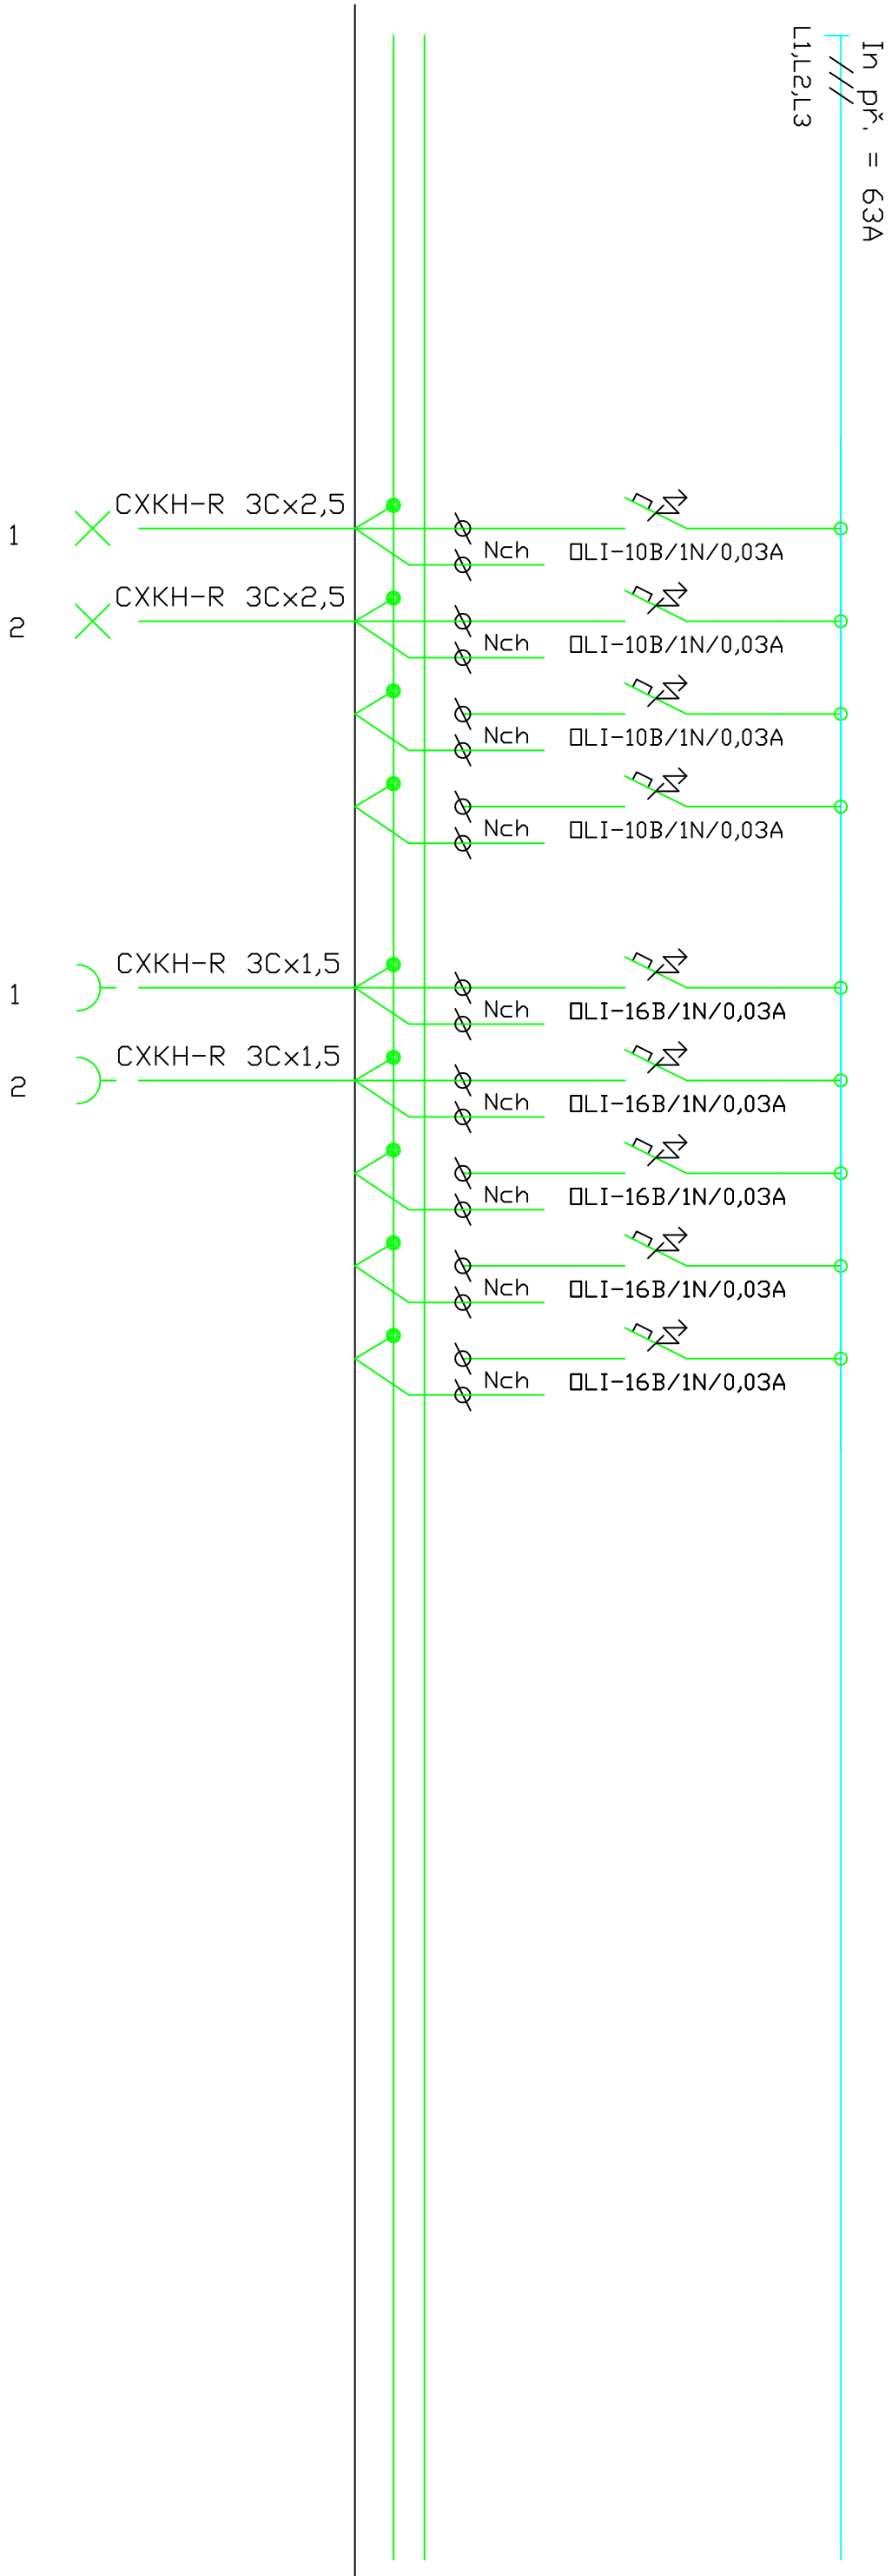 In př. = 63A
L1,L2,L3
CXKH-R 3Cx2,5
1
Nch OLI-10B/1N/0,03A
CXKH-R 3Cx2,5
2
Nch OLI-10B/1N/0,03A
Nch OLI-10B/1N/0,03A
Nch OLI-10B/1N/0,03A
CXKH-R 3Cx1,5
1
Nch OLI-16B/1N/0,03A
CXKH-R 3Cx1,5
2
Nch OLI-16B/1N/0,03A
Nch OLI-16B/1N/0,03A
Nch OLI-16B/1N/0,03A
Nch OLI-16B/1N/0,03A